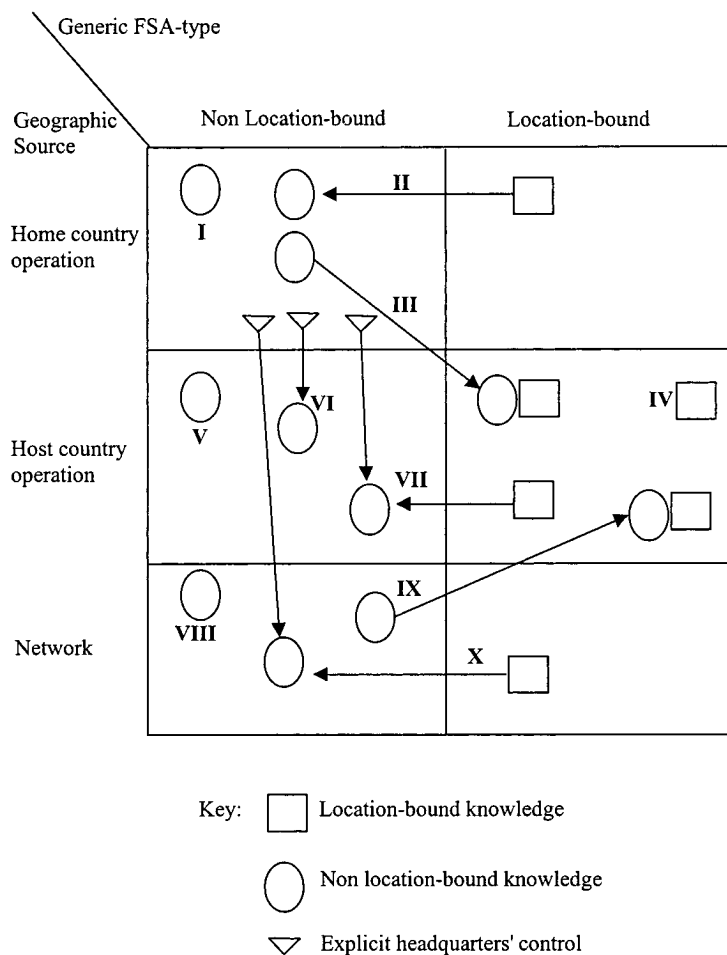 Generic FSA-type
Geographic
Source
Non Location-bound
Location-bound
Home country
operation
I
II
III
Host country
operation
V
VI
IV
VII
Network
VIII
IX
X
Key:
Location-bound knowledge
Non location-bound knowledge
Explicit headquarters' control